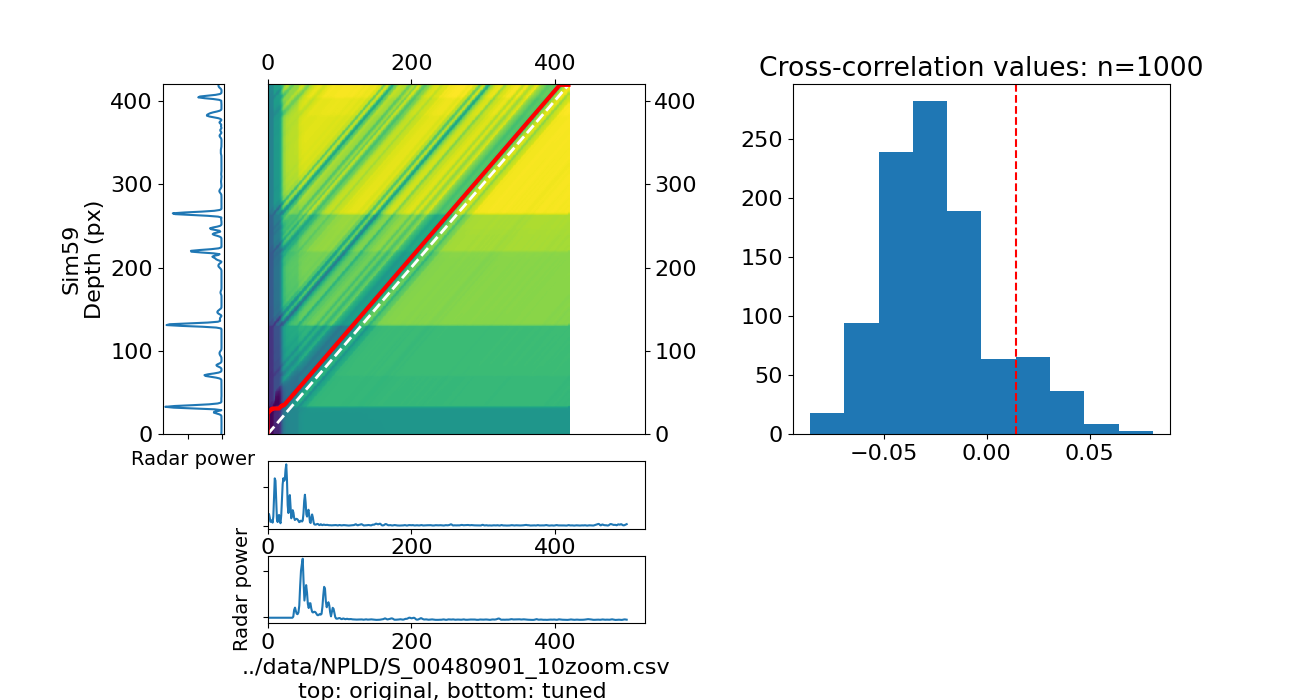 0 200 400
Cross-correlation values: n=1000
400
300
200
100
0
Sim59
Depth (px)
Radar power
400
300
200
100
0
250
200
150
100
50
0
−0.05 0.00 0.05
0 200 400
Radar power
0 200 400
../data/NPLD/S_00480901_10zoom.csv
top: original, bottom: tuned